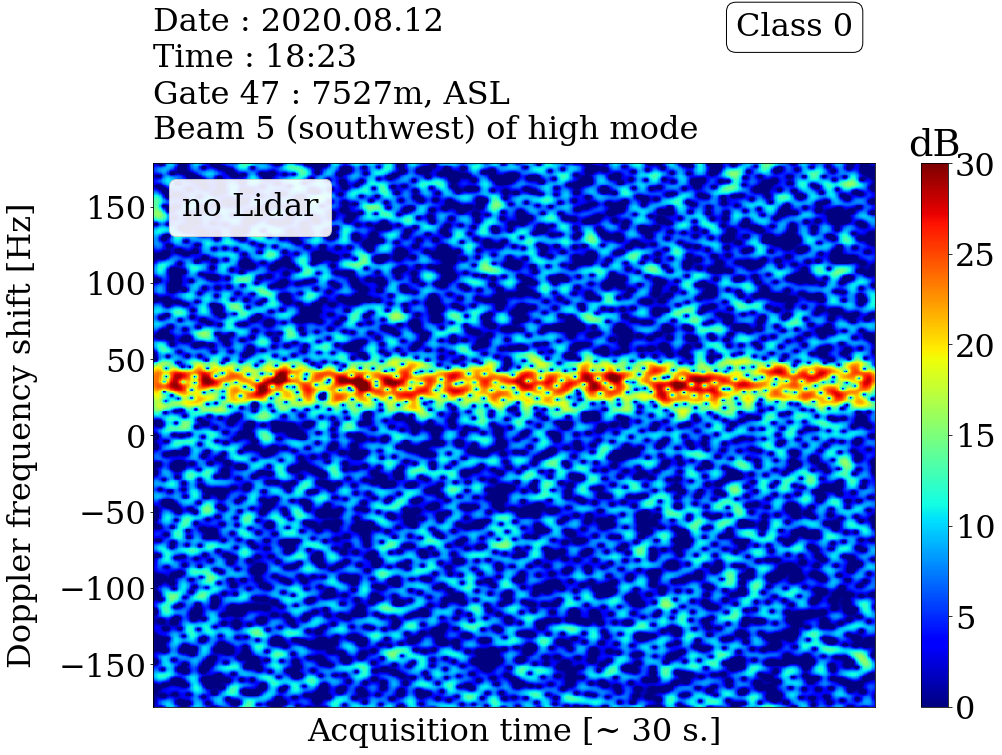 Date : 2020.08.12
Time : 18:23
Gate 47 : 7527m, ASL
Beam 5 (southwest) of high mode
Class 0
dB
no Lidar
Doppler frequency shift [Hz]
150
100
50
0
−50
−100
−150
30
25
20
15
10
5
0
Acquisition time [~ 30 s.]